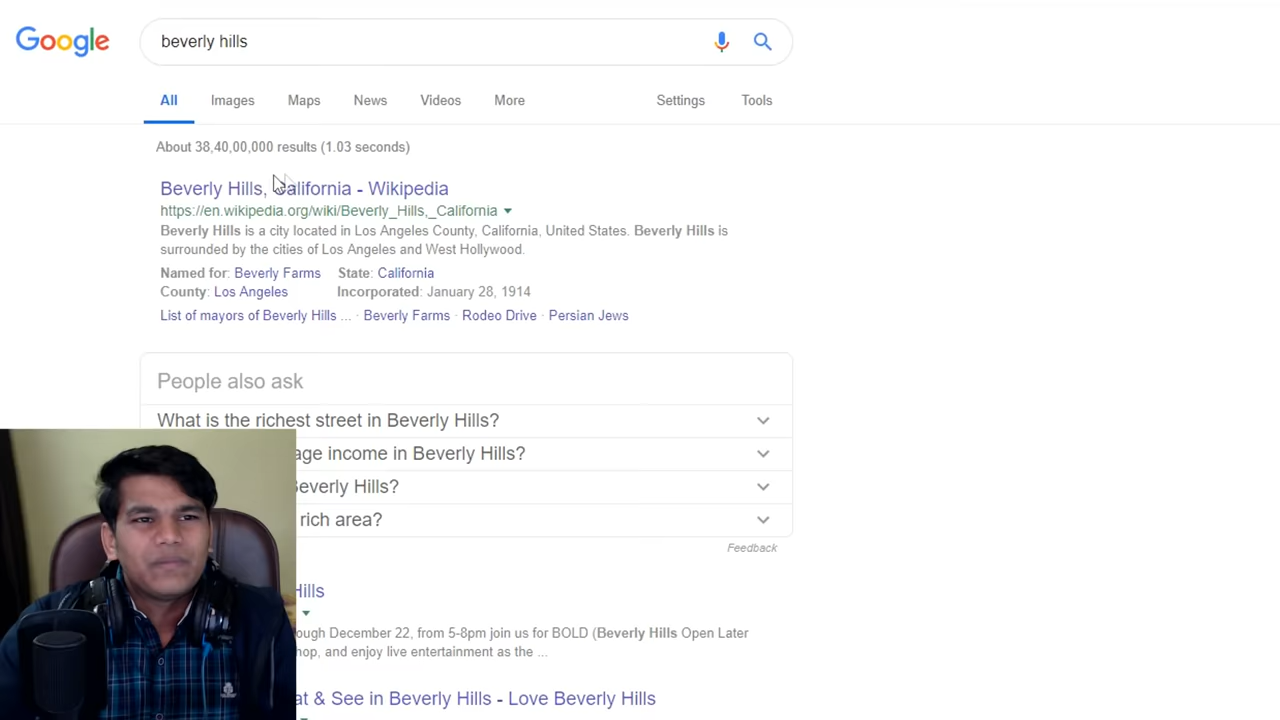 Google
beverly hills
All Images Maps News Videos More Settings Tools
About 38,40,00,000 results (1.03 seconds)
Beverly Hills, California - Wikipedia
https://en.wikipedia.org/wiki/Beverly_Hills,_California
Beverly Hills is a city located in Los Angeles County, California, United States. Beverly Hills is
surrounded by the cities of Los Angeles and West Hollywood.
Named for: Beverly Farms State: California
County: Los Angeles Incorporated: January 28, 1914
List of mayors of Beverly Hills ... · Beverly Farms · Rodeo Drive · Persian Jews
People also ask
What is the richest street in Beverly Hills?
income in Beverly Hills?
Beverly Hills?
rich area?
Feedback
Hills
December 22, from 5-8pm join us for BOLD (Beverly Hills Open Later
and enjoy live entertainment as the ...
& See in Beverly Hills - Love Beverly Hills